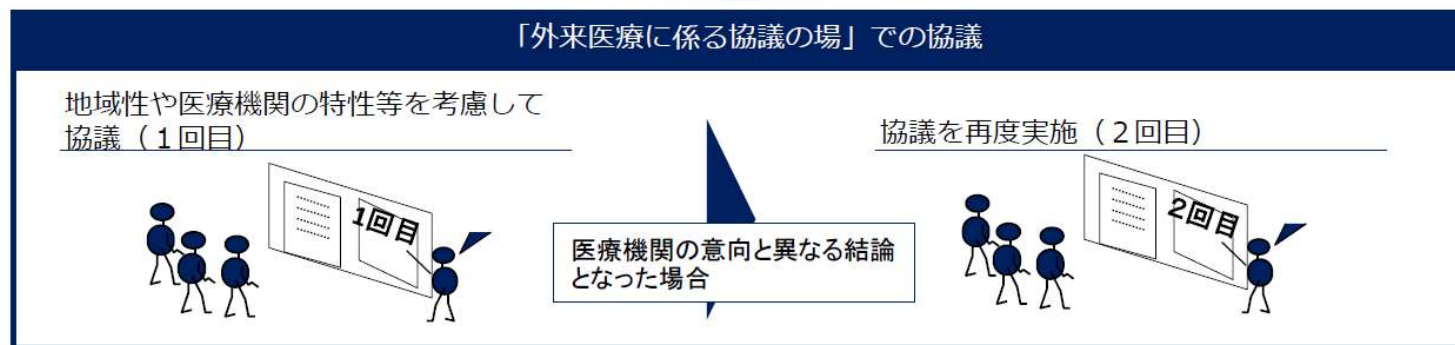 「外来医療に係る協議の場」での協議
地域性や医療機関の特性等を考慮して
協議（１回目）
協議を再度実施（２回目）
1回目
2回目
医療機関の意向と異なる結論
となった場合